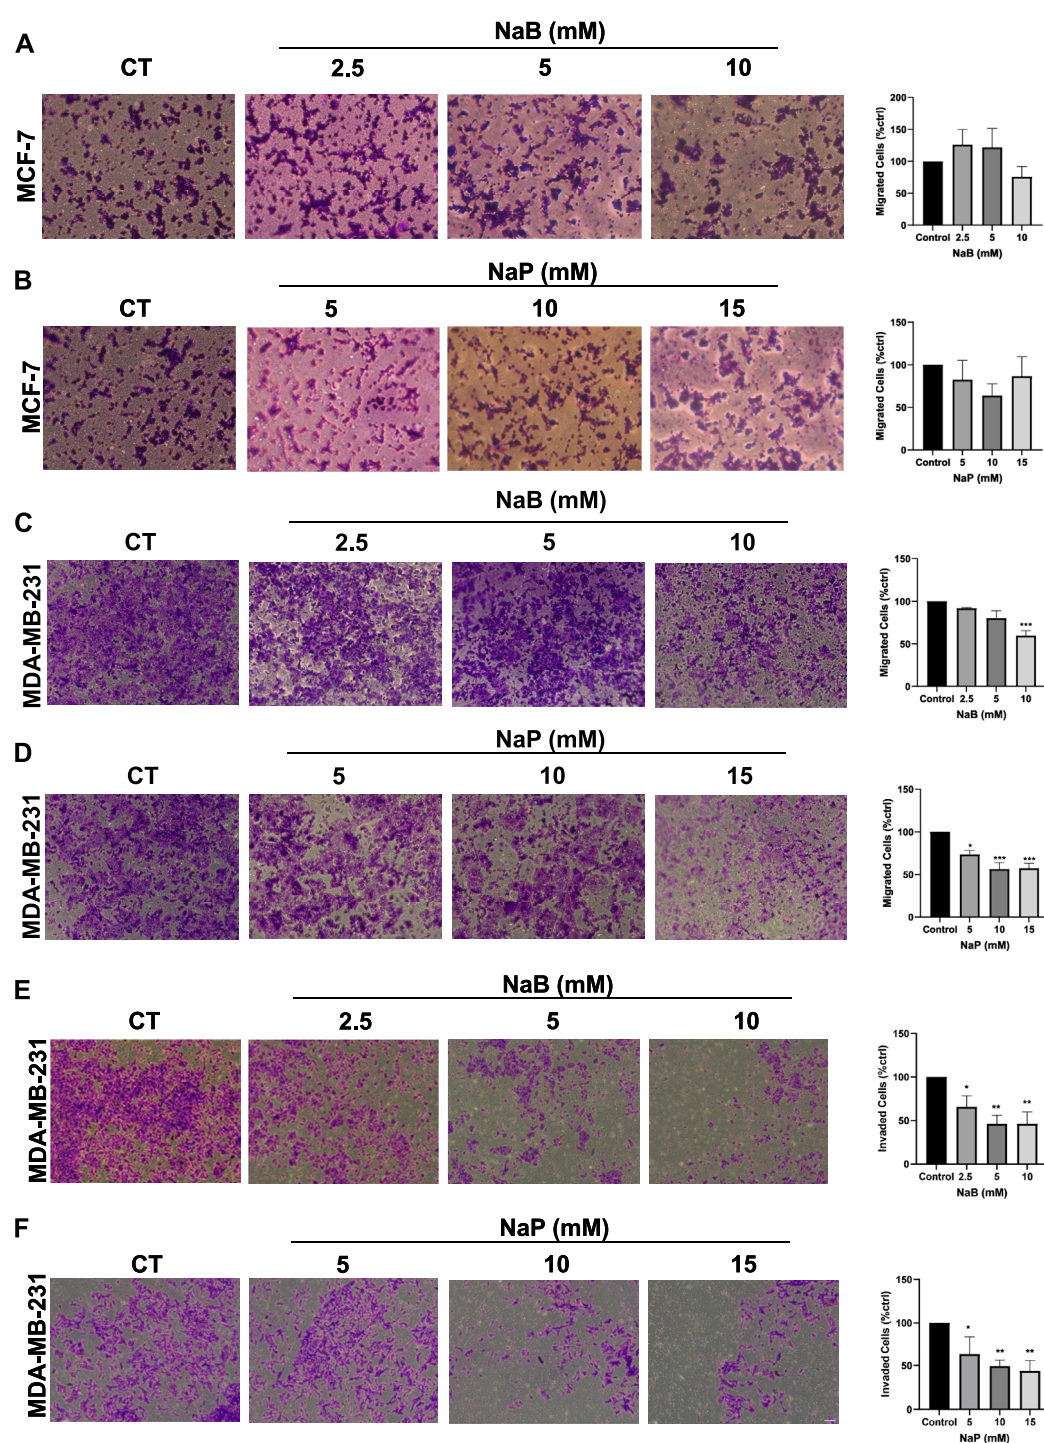 A
NaB (mM)
CT 2.5 5 10
MCF-7
200
150
100
50
0
Migrated Cells (%ctrl)
Control 2.5 5 10
NaB (mM)
B
NaP (mM)
CT 5 10 15
MCF-7
150
100
50
0
Migrated Cells (%ctrl)
Control 5 10 15
NaP (mM)
C
NaB (mM)
CT 2.5 5 10
MDA-MB-231
150
100
50
0
Migrated Cells (%ctrl)
***
Control 2.5 5 10
NaB (mM)
D
NaP (mM)
CT 5 10 15
MDA-MB-231
150
100
50
0
Migrated Cells (%ctrl)
* *** ***
Control 5 10 15
NaP (mM)
E
NaB (mM)
CT 2.5 5 10
MDA-MB-231
150
100
50
0
Invaded Cells (%ctrl)
* ** **
Control 2.5 5 10
NaB (mM)
F
NaP (mM)
CT 5 10 15
MDA-MB-231
150
100
50
0
Invaded Cells (%ctrl)
* ** **
Control 5 10 15
NaP (mM)